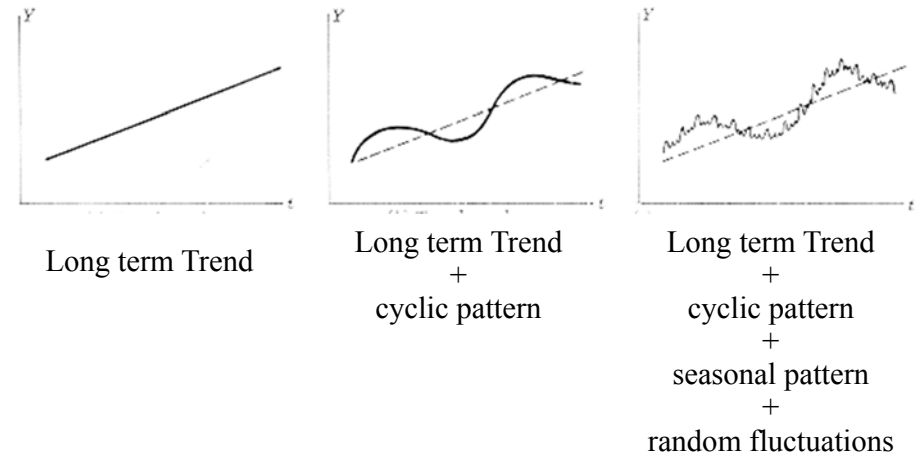 Y
t
Long term Trend
Y
t
Long term Trend
+
cyclic pattern
Y
t
Long term Trend
+
cyclic pattern
+
seasonal pattern
+
random fluctuations